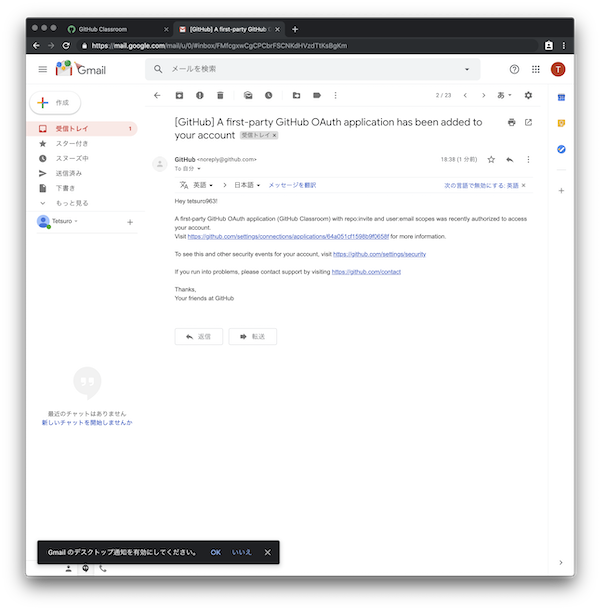 GitHub Classroom
[GitHub] A first-party GitHub
https://mail.google.com/mail/u/0/#inbox/FMfcgxwCgCPCbrFSCNKdHVzdTtKsBgKm
Gmail
メールを検索
T
作成
2 / 23
あ
受信トレイ 1
スター付き
スヌーズ中
送信済み
下書き
もっと見る
Tetsuro
[GitHub] A first-party GitHub OAuth application has been added to
your account 受信トレイ ×
GitHub <noreply@github.com>
18:38 (1 分前)
To 自分
英語 > 日本語 メッセージを翻訳
次の言語で無効にする: 英語 ×
Hey tetsuro963!
A first-party GitHub OAuth application (GitHub Classroom) with repo:invite and user:email scopes was recently authorized to access
your account.
Visit https://github.com/settings/connections/applications/64a051cf1598b9f0658f for more information.
To see this and other security events for your account, visit https://github.com/settings/security
If you run into problems, please contact support by visiting https://github.com/contact
Thanks,
Your friends at GitHub
返信
転送
最近のチャットはありません
新しいチャットを開始しませんか
Gmail のデスクトップ通知を有効にしてください。 OK いいえ